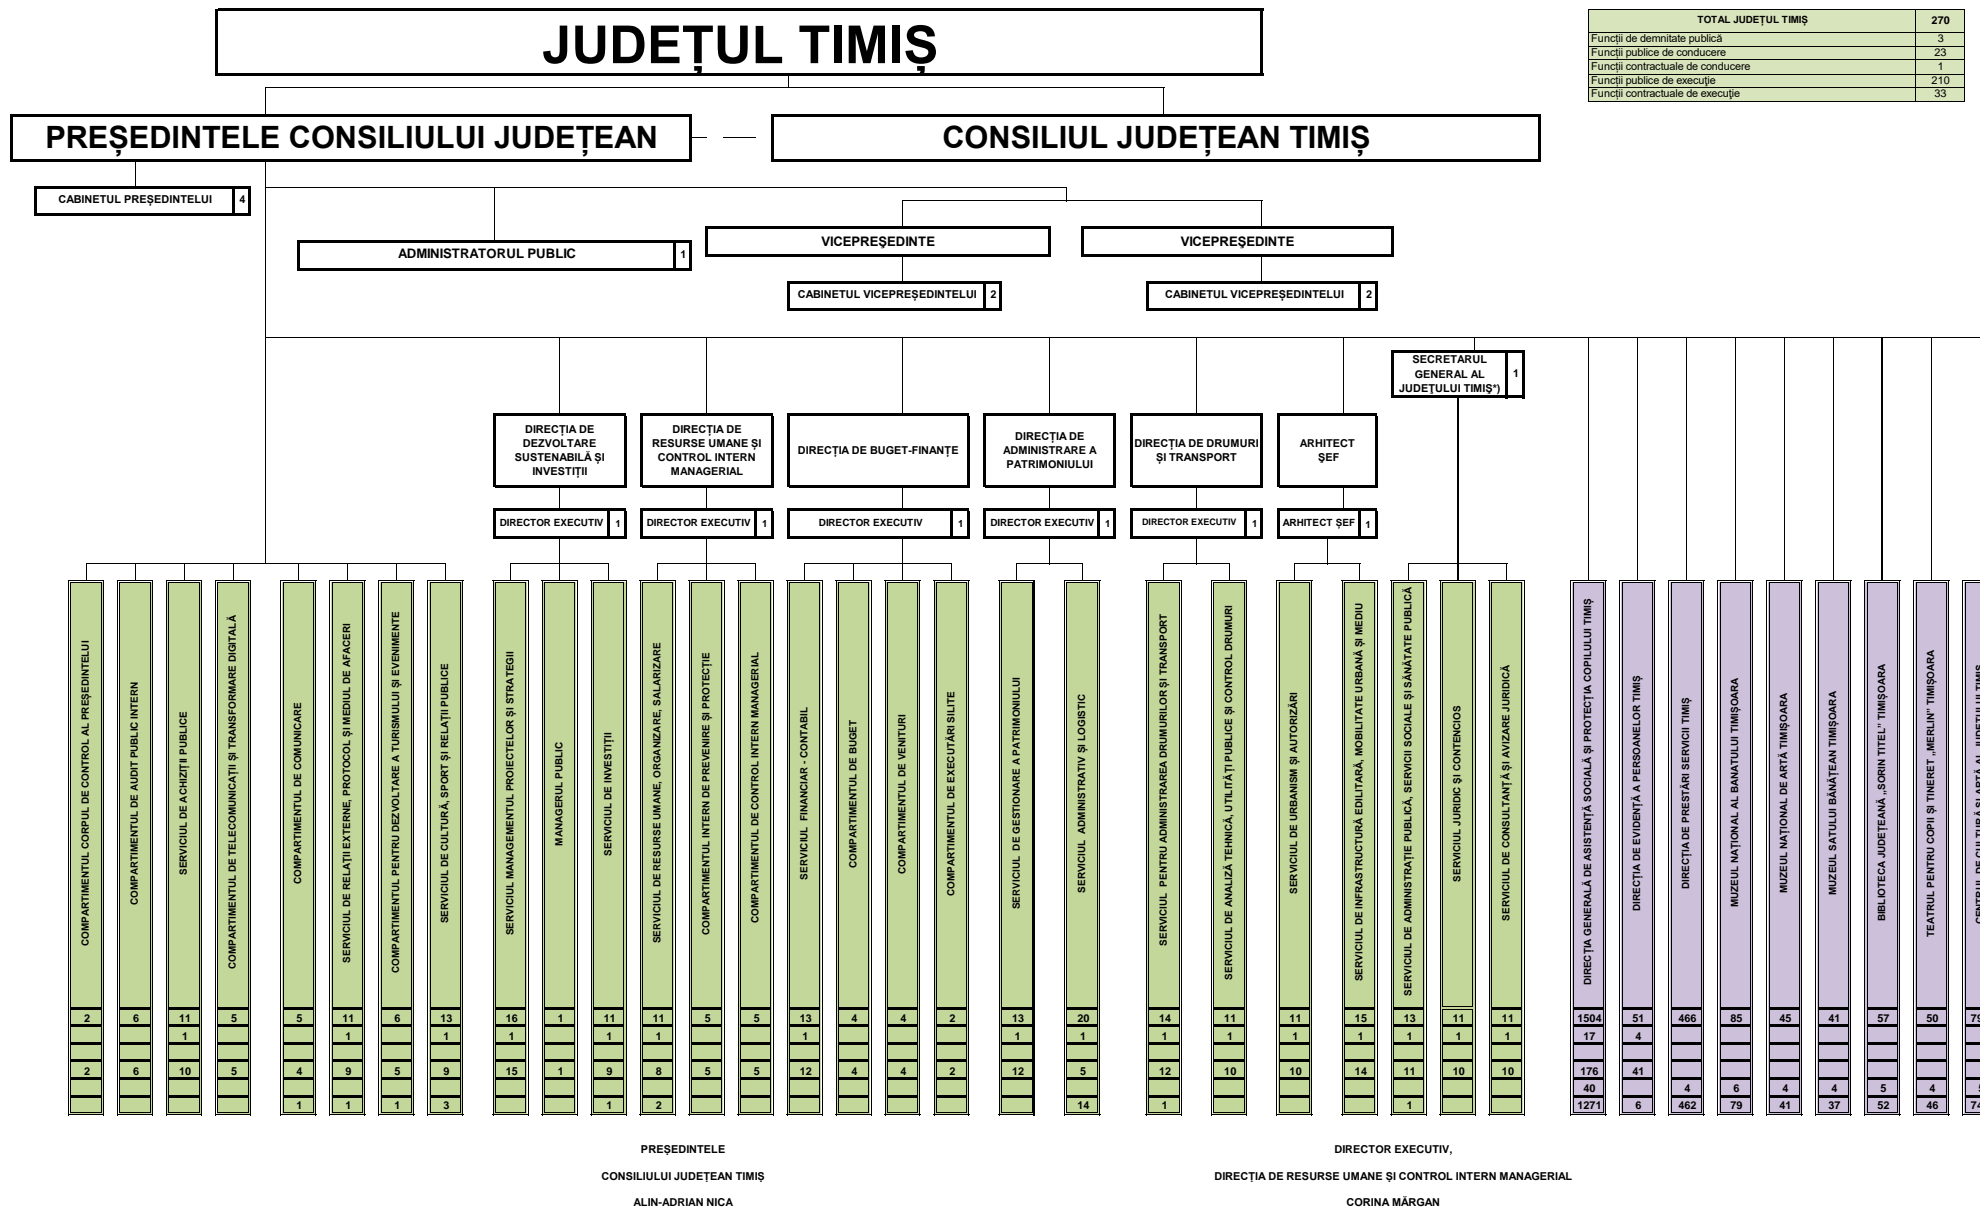 JUDEȚUL TIMIȘ
TOTAL JUDEȚUL TIMIȘ 270
Funcții de demnitate publică 3
Funcții publice de conducere 23
Funcții contractuale de conducere 1
Funcții publice de execuție 210
Funcții contractuale de execuție 33
PREȘEDINTELE CONSILIULUI JUDEȚEAN
CONSILIUL JUDEȚEAN TIMIȘ
CABINETUL PREȘEDINTELUI 4
ADMINISTRATORUL PUBLIC 1
VICEPREȘEDINTE
VICEPREȘEDINTE
CABINETUL VICEPREȘEDINTELUI 2
CABINETUL VICEPREȘEDINTELUI 2
SECRETARUL
GENERAL AL
JUDEȚULUI TIMIȘ*)
1
DIRECȚIA DE
DEZVOLTARE
SUSTENABILĂ ȘI
INVESTIȚII
DIRECȚIA DE
RESURSE UMANE ȘI
CONTROL INTERN
MANAGERIAL
DIRECȚIA DE BUGET-FINANȚE
DIRECȚIA DE
ADMINISTRARE A
PATRIMONIULUI
DIRECȚIA DE DRUMURI
ȘI TRANSPORT
ARHITECT
ȘEF
DIRECTOR EXECUTIV 1
DIRECTOR EXECUTIV 1
DIRECTOR EXECUTIV 1
DIRECTOR EXECUTIV 1
DIRECTOR EXECUTIV 1
ARHITECT ȘEF 1
COMPARTIMENTUL CORPUL DE CONTROL AL PREȘEDINTELUI
COMPARTIMENTUL DE AUDIT PUBLIC INTERN
SERVICIUL DE ACHIZIȚII PUBLICE
COMPARTIMENTUL DE TELECOMUNICAȚII ȘI TRANSFORMARE DIGITALĂ
COMPARTIMENTUL DE COMUNICARE
SERVICIUL DE RELAȚII EXTERNE, PROTOCOL ȘI MEDIUL DE AFACERI
COMPARTIMENTUL PENTRU DEZVOLTARE A TURISMULUI ȘI EVENIMENTE
SERVICIUL DE CULTURĂ, SPORT ȘI RELAȚII PUBLICE
SERVICIUL MANAGEMENTUL PROIECTELOR ȘI STRATEGII
MANAGERUL PUBLIC
SERVICIUL DE INVESTIȚII
SERVICIUL DE RESURSE UMANE, ORGANIZARE, SALARIZARE
COMPARTIMENTUL INTERN DE PREVENIRE ȘI PROTECȚIE
COMPARTIMENTUL DE CONTROL INTERN MANAGERIAL
SERVICIUL FINANCIAR - CONTABIL
COMPARTIMENTUL DE BUGET
COMPARTIMENTUL DE VENITURI
COMPARTIMENTUL DE EXECUTĂRI SILITE
SERVICIUL DE GESTIONARE A PATRIMONIULUI
SERVICIUL ADMINISTRATIV ȘI LOGISTIC
SERVICIUL PENTRU ADMINISTRAREA DRUMURILOR ȘI TRANSPORT
SERVICIUL DE ANALIZĂ TEHNICĂ, UTILITĂȚI PUBLICE ȘI CONTROL DRUMURI
SERVICIUL DE URBANISM ȘI AUTORIZĂRI
SERVICIUL DE INFRASTRUCTURĂ EDILITARĂ, MOBILITATE URBANĂ ȘI MEDIU
SERVICIUL DE ADMINISTRAȚIE PUBLICĂ, SERVICII SOCIALE ȘI SĂNĂTATE PUBLICĂ
SERVICIUL JURIDIC ȘI CONTENCIOS
SERVICIUL DE CONSULTANȚĂ ȘI AVIZARE JURIDICĂ
DIRECȚIA GENERALĂ DE ASISTENȚĂ SOCIALĂ ȘI PROTECȚIA COPILULUI TIMIȘ
DIRECȚIA DE EVIDENȚĂ A PERSOANELOR TIMIȘ
DIRECȚIA DE PRESTĂRI SERVICII TIMIȘ
MUZEUL NAȚIONAL AL BANATULUI TIMIȘOARA
MUZEUL NAȚIONAL DE ARTĂ TIMIȘOARA
MUZEUL SATULUI BĂNĂȚEAN TIMIȘOARA
BIBLIOTECA JUDEȚEANĂ „SORIN TITEL” TIMIȘOARA
TEATRUL PENTRU COPII ȘI TINERET „MERLIN” TIMIȘOARA
CENTRUL DE CULTURĂ ȘI ARTĂ AL JUDEȚULUI TIMIȘ
2 6 11 5 5 11 6 13 16 1 11 11 5 5 13 4 4 2 13 20 14 11 11 15 13 11 11 1504 51 466 85 45 41 57 50 79
1 1 1 1 1 1 1 1 1 1 1 1 1 1 1 1 17 4
2 6 10 5 4 9 5 9 15 1 9 8 5 5 12 4 4 2 12 5 12 10 10 14 11 10 10 176 41
40 4 6 4 4 5 4
1 1 1 3 1 2 14 1 1 1271 6 462 79 41 37 52 46 74
PREȘEDINTELE
CONSILIULUI JUDEȚEAN TIMIȘ
ALIN-ADRIAN NICA
DIRECTOR EXECUTIV,
DIRECȚIA DE RESURSE UMANE ȘI CONTROL INTERN MANAGERIAL
CORINA MĂRGAN